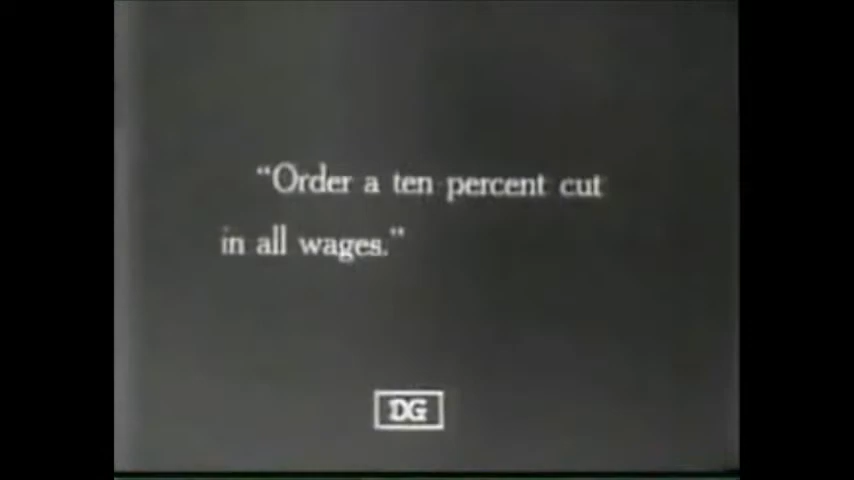 “Order a ten percent cut
in all wages.”
DG